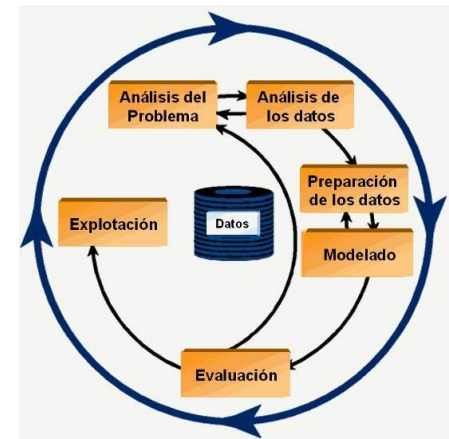 Análisis del
Problema
Análisis de
los datos
Preparación
de los datos
Explotación
Datos
Modelado
Evaluación